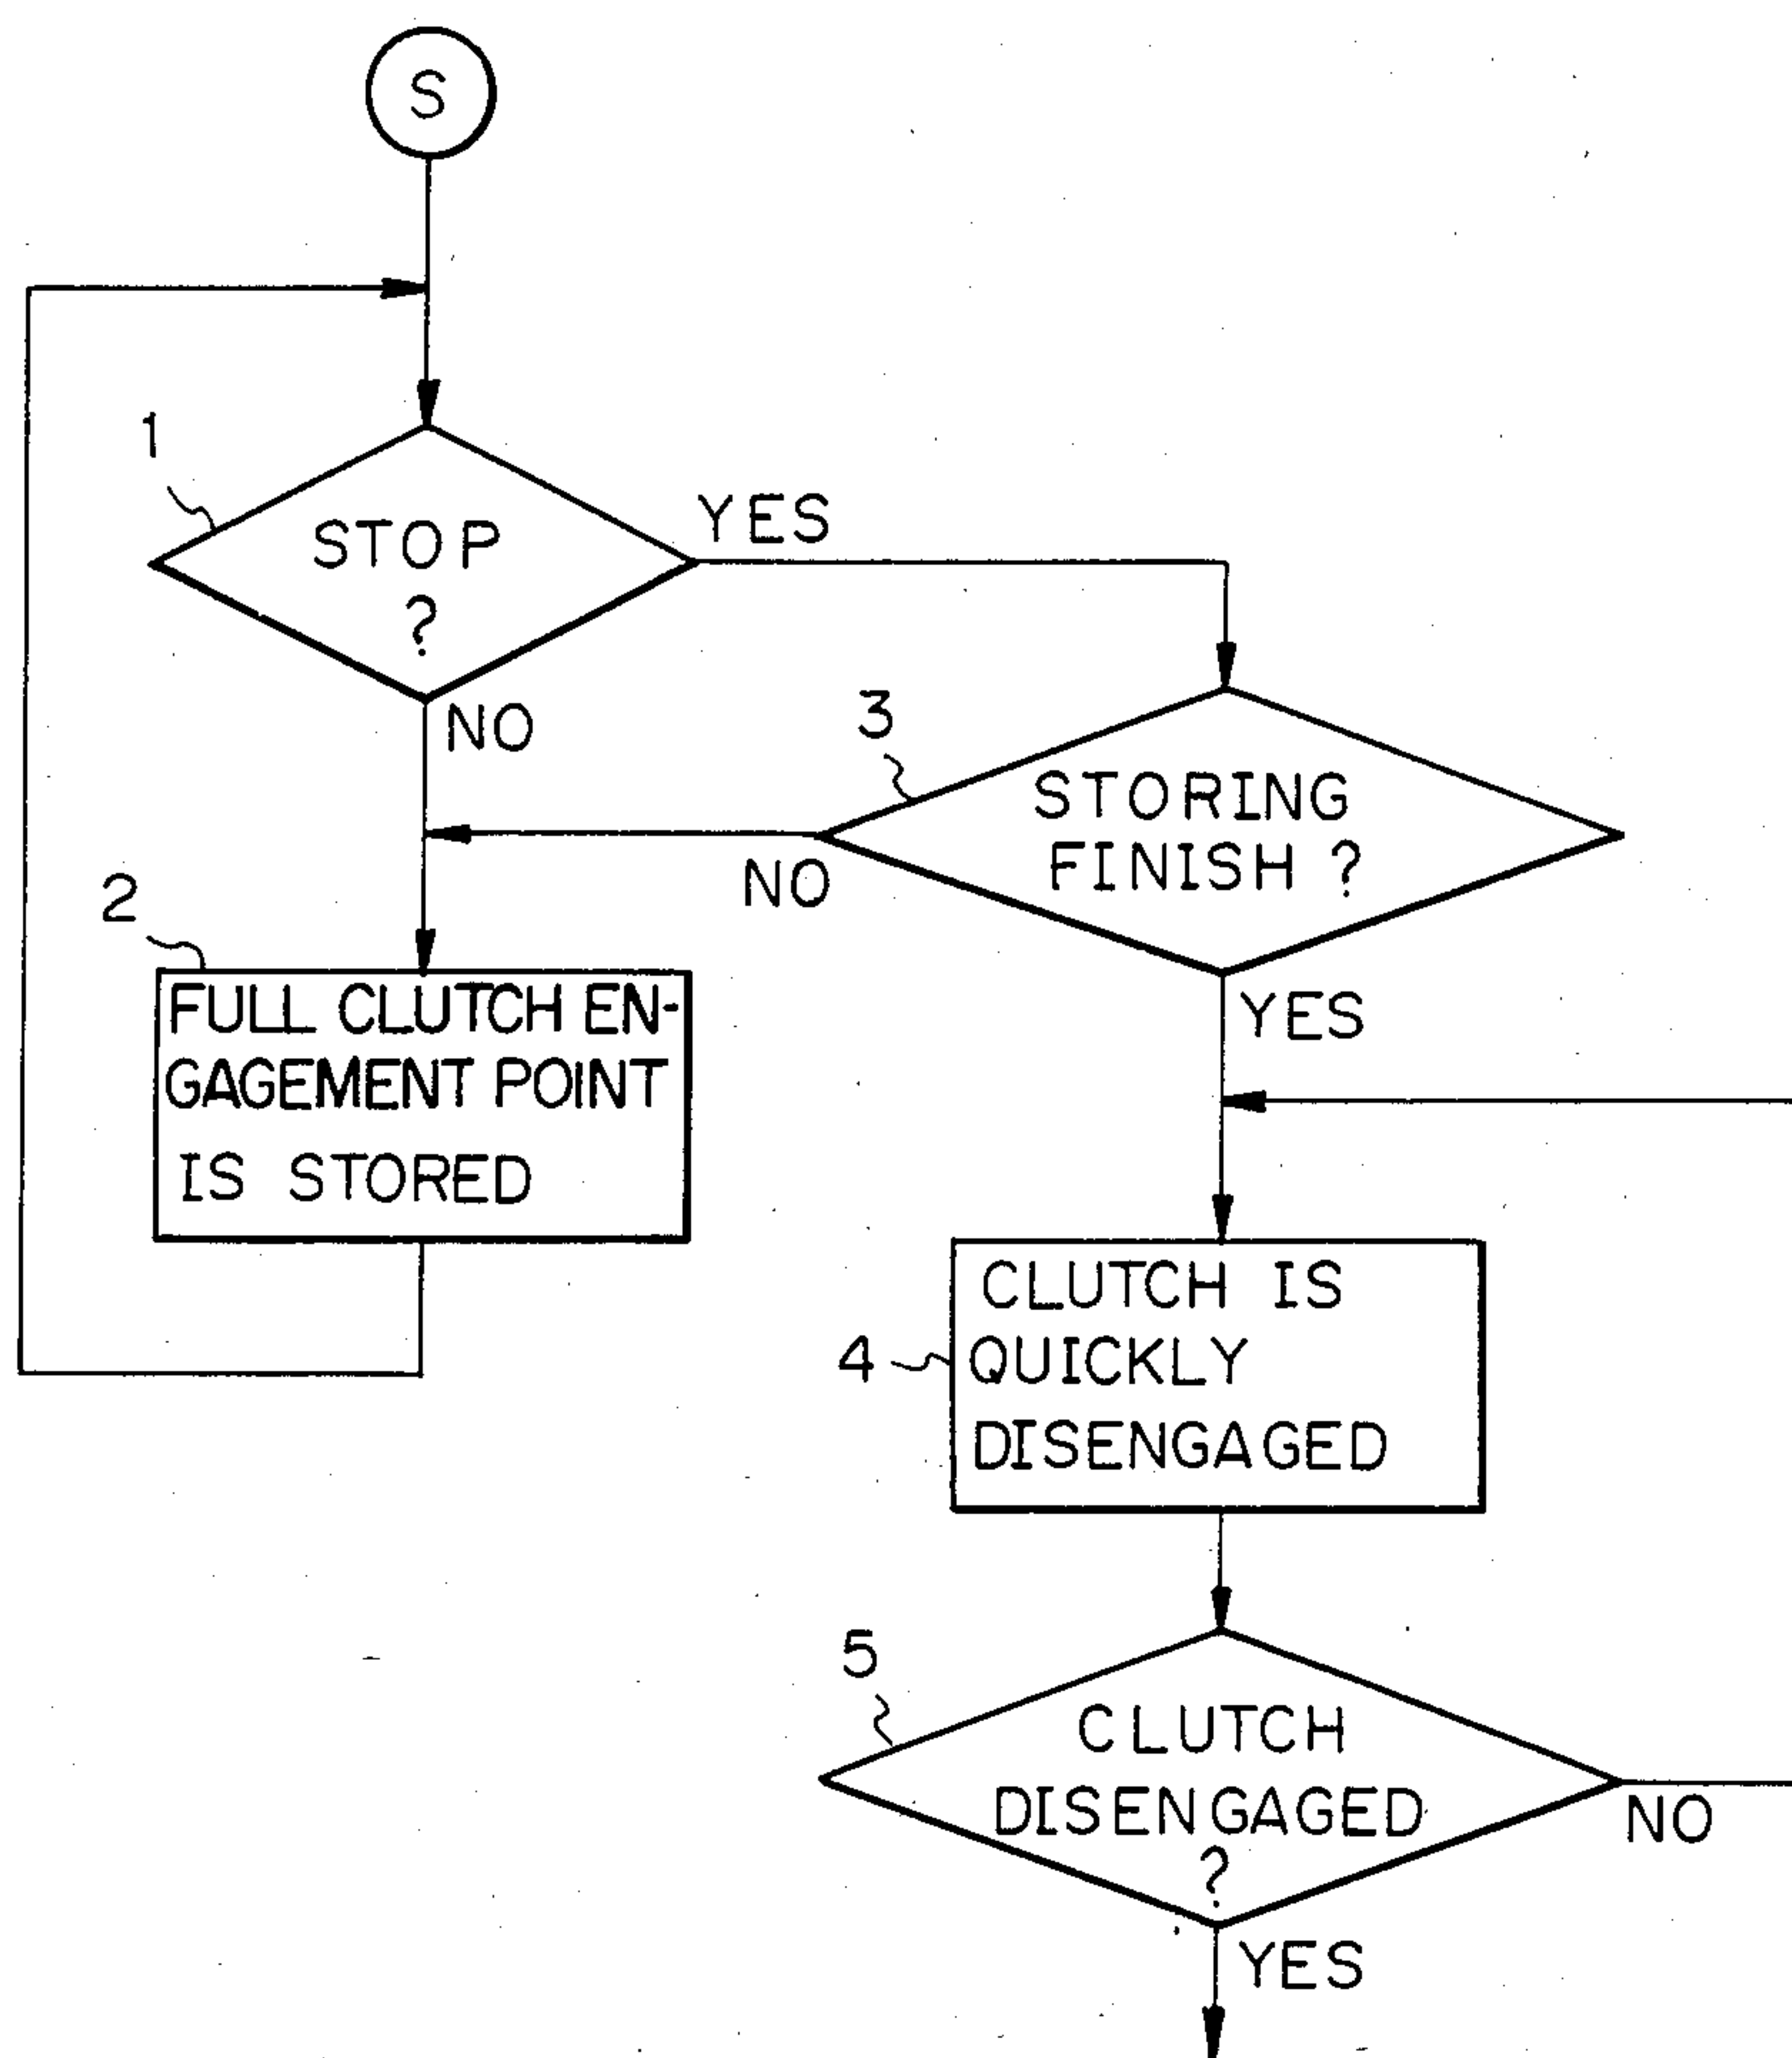 S
1
STOP
?
YES
NO
3
STORING
FINISH ?
NO
YES
2
FULL CLUTCH EN-
GAGEMENT POINT
IS STORED
4
CLUTCH IS
QUICKLY
DISENGAGED
5
CLUTCH
DISENGAGED
?
NO
YES